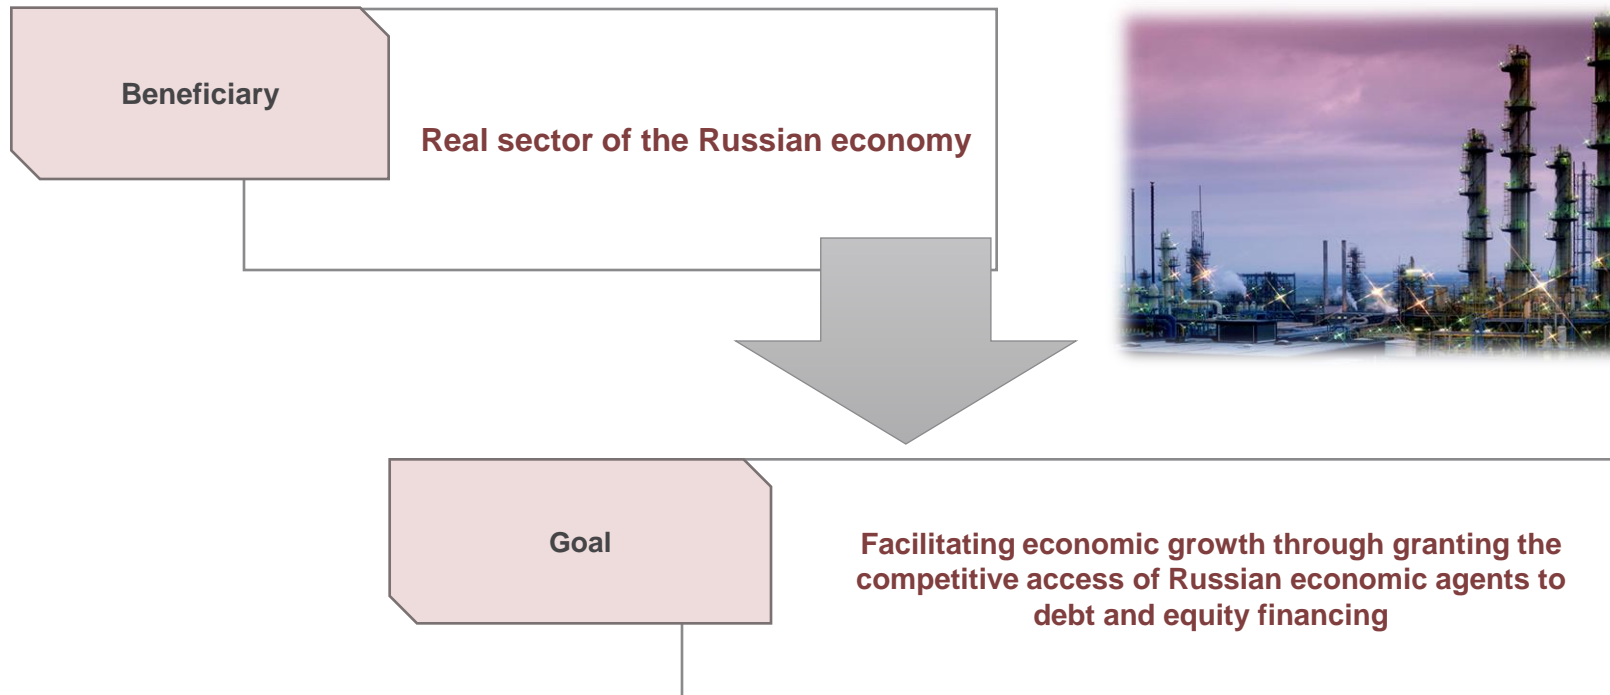 Beneficiary
Real sector of the Russian economy
Goal
Facilitating economic growth through granting the
competitive access of Russian economic agents to
debt and equity financing